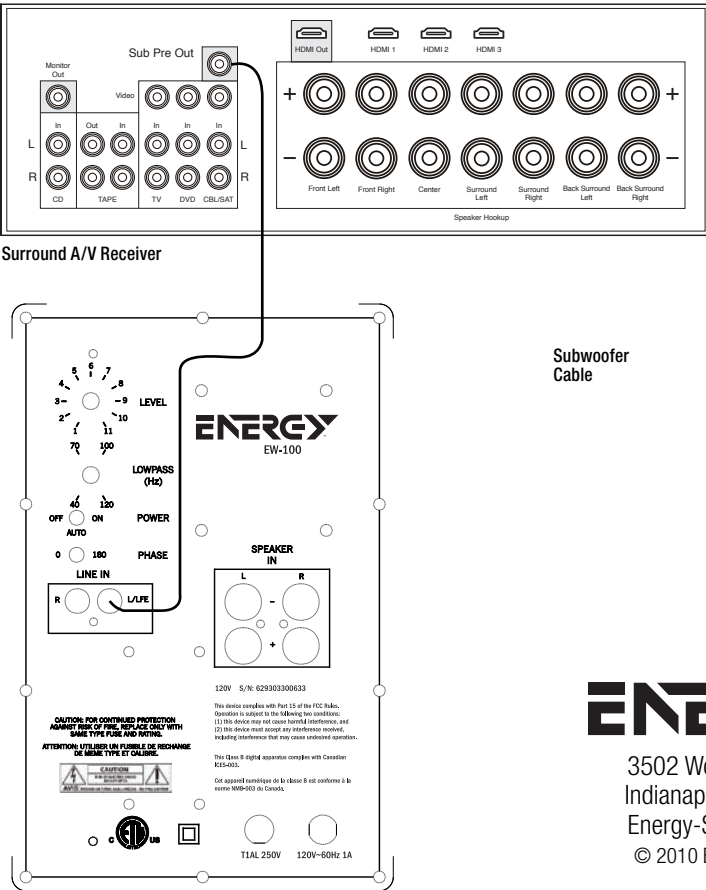 HDMI Out HDMI 1 HDMI 2 HDMI 3
Sub Pre Out
Monitor
Out
Video
In Out In In In In
L L
R R
CD TAPE TV DVD CBL/SAT
+ +
– –
Front Left Front Right Center Surround
Left Surround
Right Back Surround
Left Back Surround
Right
Speaker Hookup
Surround A/V Receiver
Subwoofer
Cable
1 2 3 4 5 6 7 8 9 10 11
LEVEL
70 100
LOWPASS
(Hz)
40 120
OFF ON POWER
AUTO
0 180 PHASE
LINE IN
R L/LFE
ENERGY
EW-100
SPEAKER
IN
L R
-
+
120V S/N: 629303300633
This device complies with Part 15 of the FCC Rules.
Operation is subject to the following two conditions:
(1) this device may not cause harmful interference, and
(2) this device must accept any interference received,
including interference that may cause undesired operation.
This Class B digital apparatus complies with Canadian
ICES-003.
Cet appareil numérique de la classe B est conforme à la
norme NMB-003 du Canada.
CAUTION: FOR CONTINUED PROTECTION
AGAINST RISK OF FIRE, REPLACE ONLY WITH
SAME TYPE FUSE AND RATING.
ATTENTION: UTILISER UN FUSIBLE DE RECHANGE
DE MEME TYPE ET CALIBRE.
CAUTION
AVIS
C ETL US
T1AL 250V 120V~60Hz 1A
ENE
3502 W
Indianap
Energy-S
© 2010 E